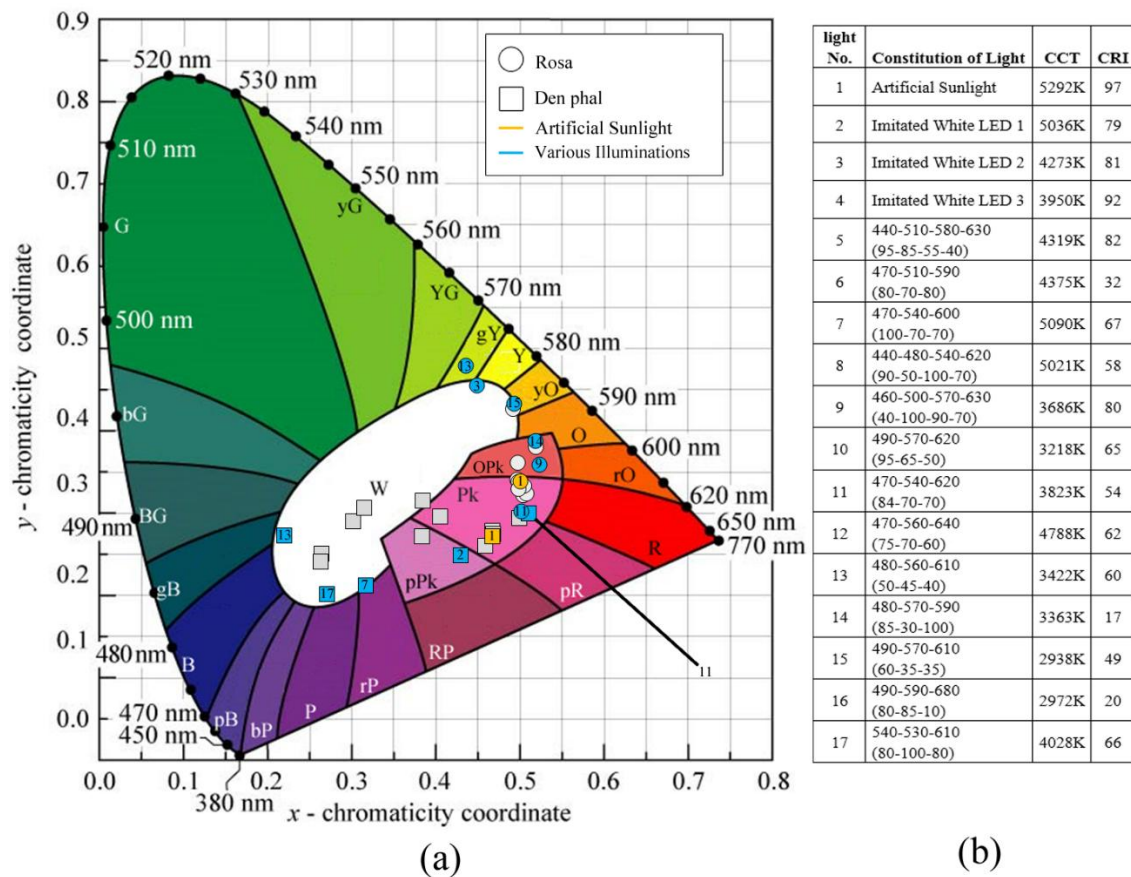 0.9
0.8
0.7
0.6
0.5
0.4
0.3
0.2
0.1
0.0
y - chromaticity coordinate
0.0 0.1 0.2 0.3 0.4 0.5 0.6 0.7 0.8
x - chromaticity coordinate
520 nm
530 nm
540 nm
550 nm
560 nm
570 nm
580 nm
590 nm
600 nm
620 nm
650 nm
770 nm
510 nm
500 nm
490 nm
480 nm
470 nm
450 nm
380 nm
Rosa
Den phal
Artificial Sunlight
Various Illuminations
G
yG
YG
gY
Y
yO
O
rO
R
pR
RP
rP
P
bP
pB
B
gB
BG
bG
W
OPk
Pk
pPk
13
3
15
14
9
1
10
11
1
2
7
17
13
(a)
light No. Constitution of Light CCT CRI
1 Artificial Sunlight 5292K 97
2 Imitated White LED 1 5036K 79
3 Imitated White LED 2 4273K 81
4 Imitated White LED 3 3950K 92
5 440-510-580-630 (95-85-55-40) 4319K 82
6 470-510-590 (80-70-80) 4375K 32
7 470-540-600 (100-70-70) 5090K 67
8 440-480-540-620 (90-50-100-70) 5021K 58
9 460-500-570-630 (40-100-90-70) 3686K 80
10 490-570-620 (95-65-50) 3218K 65
11 470-540-620 (84-70-70) 3823K 54
12 470-560-640 (75-70-60) 4788K 62
13 480-560-610 (50-45-40) 3422K 60
14 480-570-590 (85-30-100) 3363K 17
15 490-570-610 (60-35-35) 2938K 49
16 490-590-680 (80-85-10) 2972K 20
17 540-530-610 (80-100-80) 4028K 66
(b)